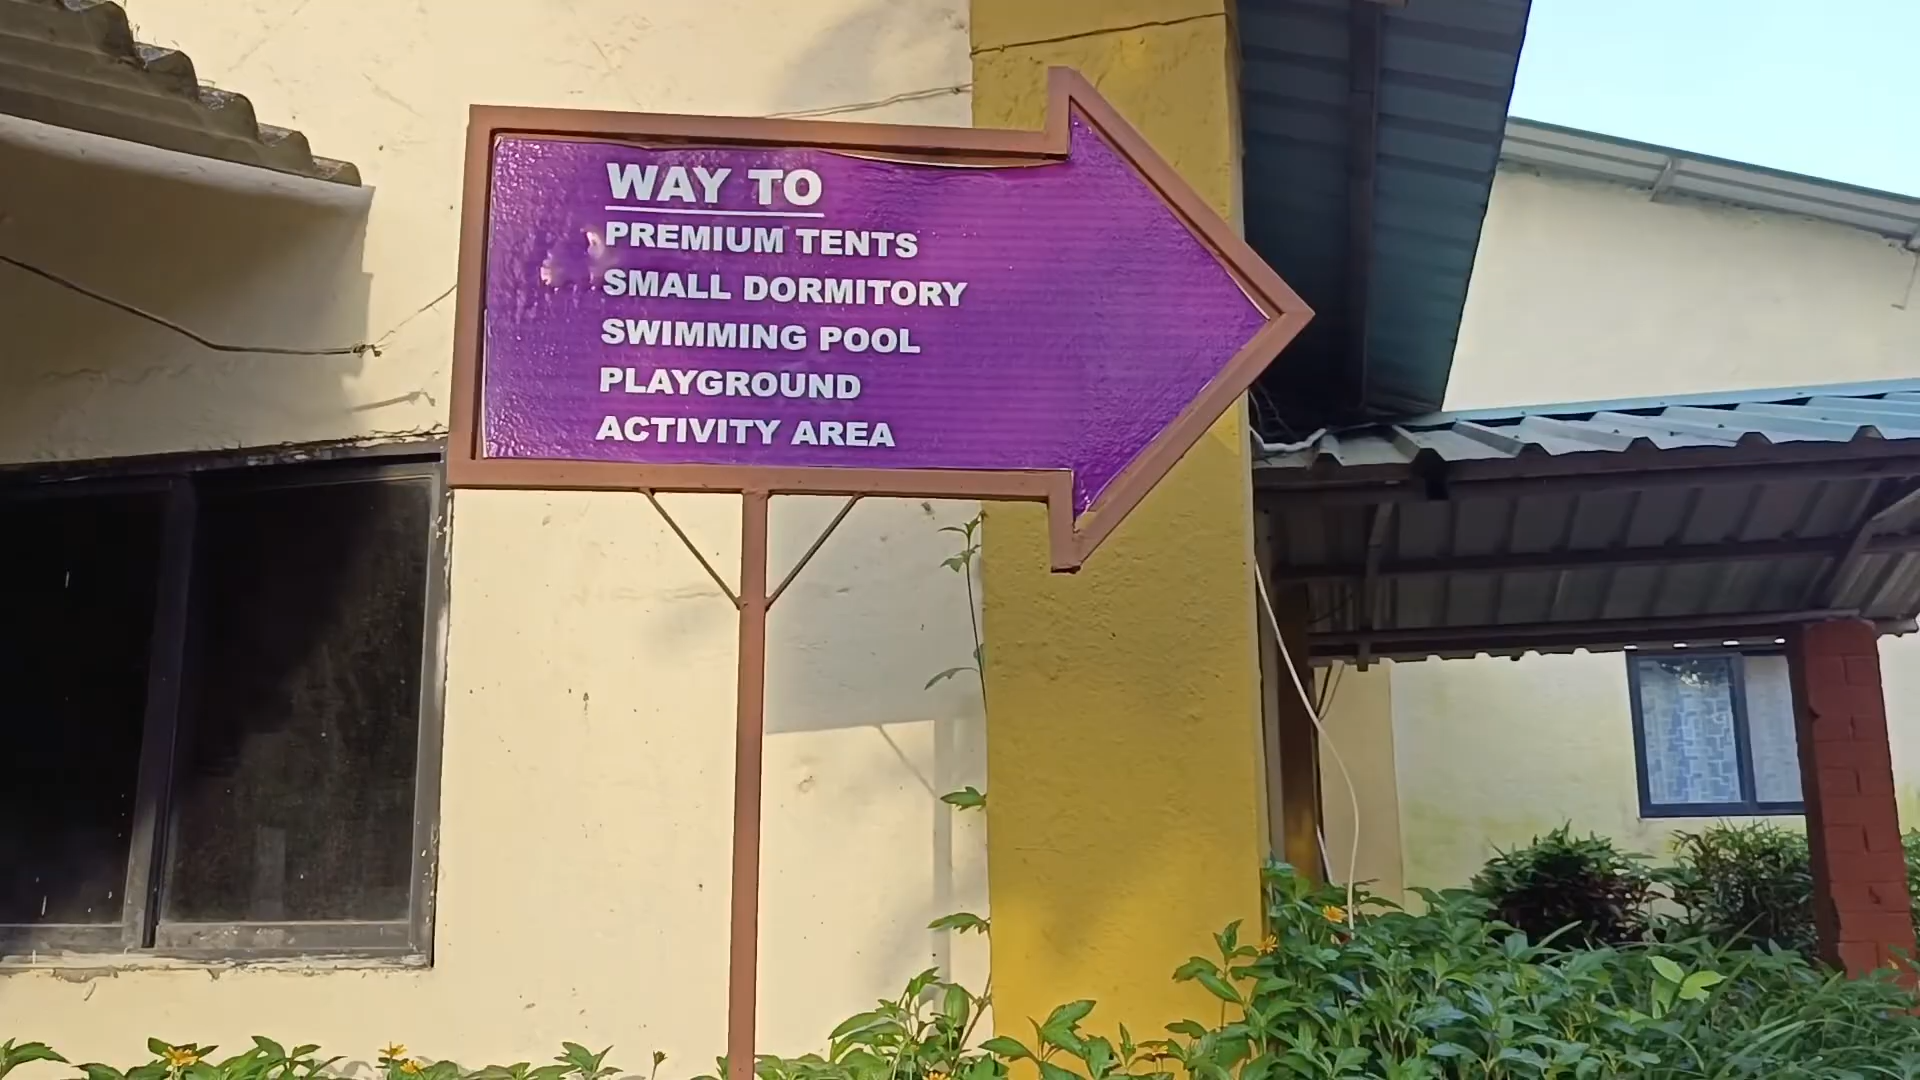 WAY TO
PREMIUM TENTS
SMALL DORMITORY
SWIMMING POOL
PLAYGROUND
ACTIVITY AREA